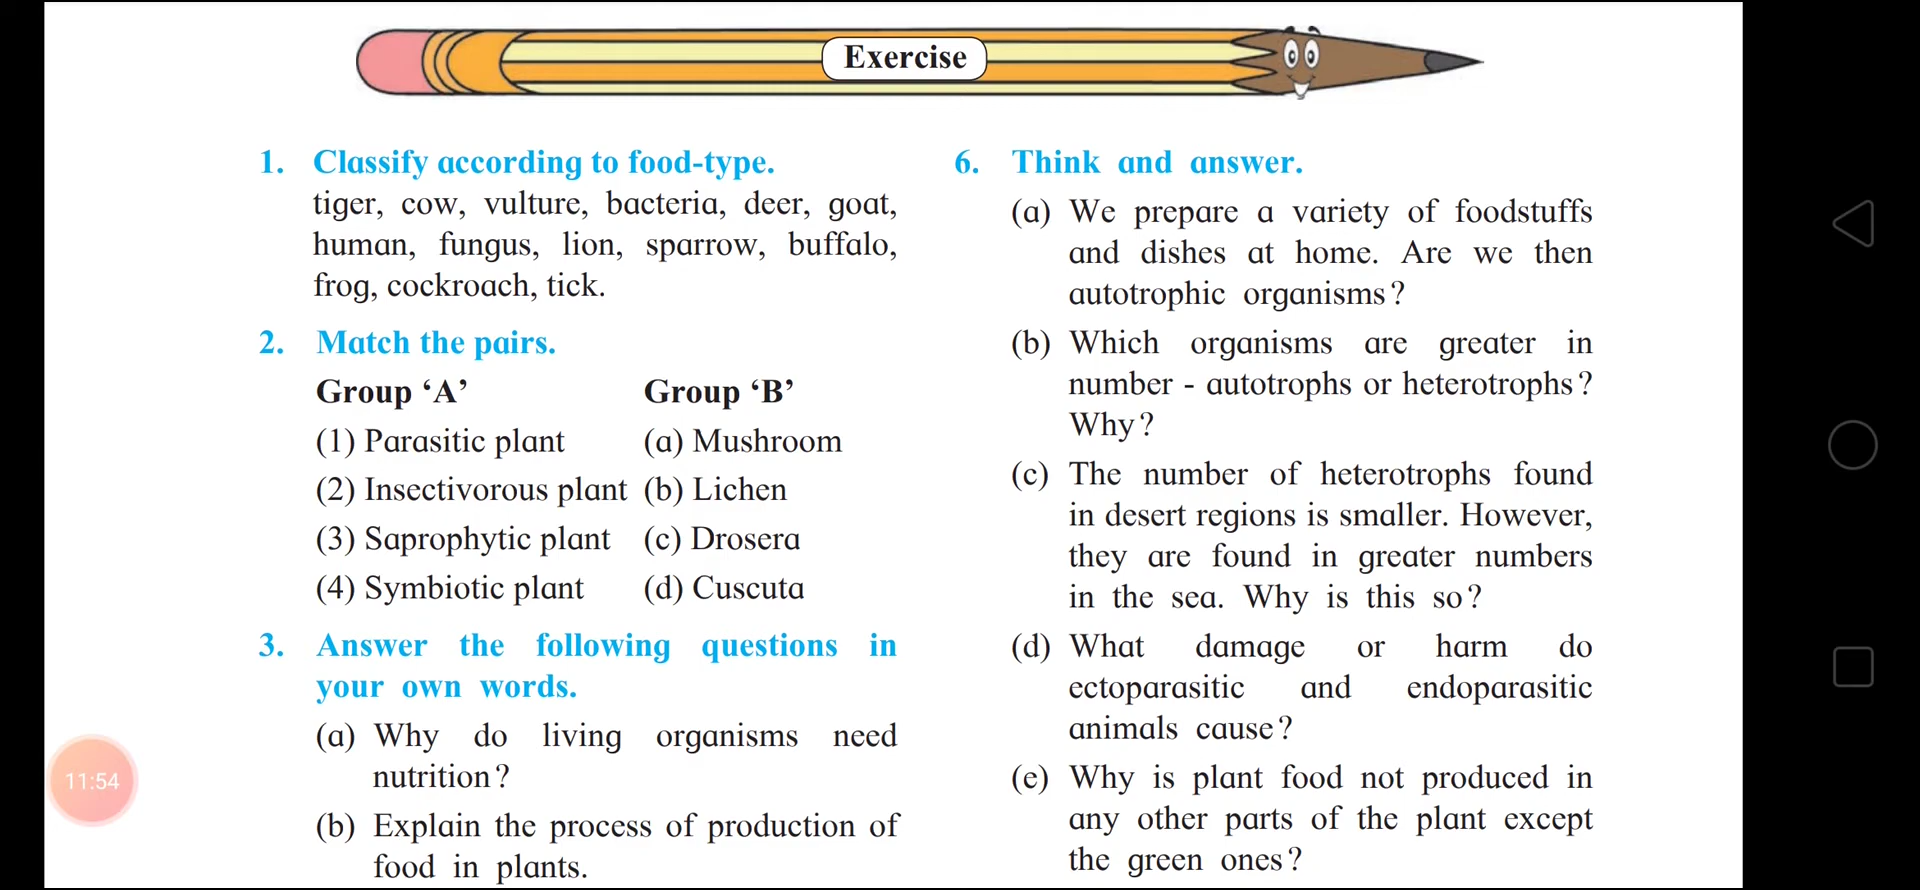 Exercise
1. Classify according to food-type.
tiger, cow, vulture, bacteria, deer, goat,
human, fungus, lion, sparrow, buffalo,
frog, cockroach, tick.
2. Match the pairs.
Group ‘A’ Group ‘B’
(1) Parasitic plant (a) Mushroom
(2) Insectivorous plant (b) Lichen
(3) Saprophytic plant (c) Drosera
(4) Symbiotic plant (d) Cuscuta
3. Answer the following questions in
your own words.
(a) Why do living organisms need
nutrition?
(b) Explain the process of production of
food in plants.
6. Think and answer.
(a) We prepare a variety of foodstuffs
and dishes at home. Are we then
autotrophic organisms?
(b) Which organisms are greater in
number - autotrophs or heterotrophs?
Why?
(c) The number of heterotrophs found
in desert regions is smaller. However,
they are found in greater numbers
in the sea. Why is this so?
(d) What damage or harm do
ectoparasitic and endoparasitic
animals cause?
(e) Why is plant food not produced in
any other parts of the plant except
the green ones?
11:54